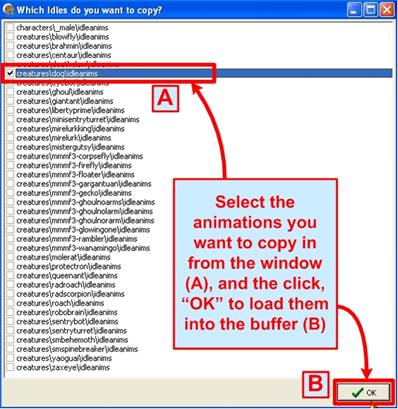 Which Idles do you want to copy?
characters\_male\idleanims
creatures\blowfly\idleanims
creatures\brahmin\idleanims
creatures\centaur\idleanims
creatures\dog\idleanims
A
creatures\ghoul\idleanims
creatures\giantant\idleanims
creatures\libertyprime\idleanims
creatures\minisentryturret\idleanims
creatures\mirelurkking\idleanims
creatures\mirelurk\idleanims
creatures\mistergutsy\idleanims
creatures\mmmf3-corpsefly\idleanims
creatures\mmmf3-firefly\idleanims
creatures\mmmf3-floater\idleanims
creatures\mmmf3-gargantuan\idleanims
creatures\mmmf3-gecko\idleanims
creatures\mmmf3-ghoulnoarms\idleanims
creatures\mmmf3-ghoulnolarm\idleanims
creatures\mmmf3-ghoulnorarm\idleanims
creatures\mmmf3-glowingone\idleanims
creatures\mmmf3-rambler\idleanims
creatures\mmmf3-wanamingo\idleanims
creatures\molerat\idleanims
creatures\protectron\idleanims
creatures\queenant\idleanims
creatures\radroach\idleanims
creatures\radscorpion\idleanims
creatures\roach\idleanims
creatures\robobrain\idleanims
creatures\sentrybot\idleanims
creatures\sentryturret\idleanims
creatures\smbehemoth\idleanims
creatures\smspinebreaker\idleanims
creatures\yaoguai\idleanims
creatures\zaxeye\idleanims
Select the
animations you
want to copy in
from the window
(A), and the click,
“OK” to load them
into the buffer (B)
B
OK